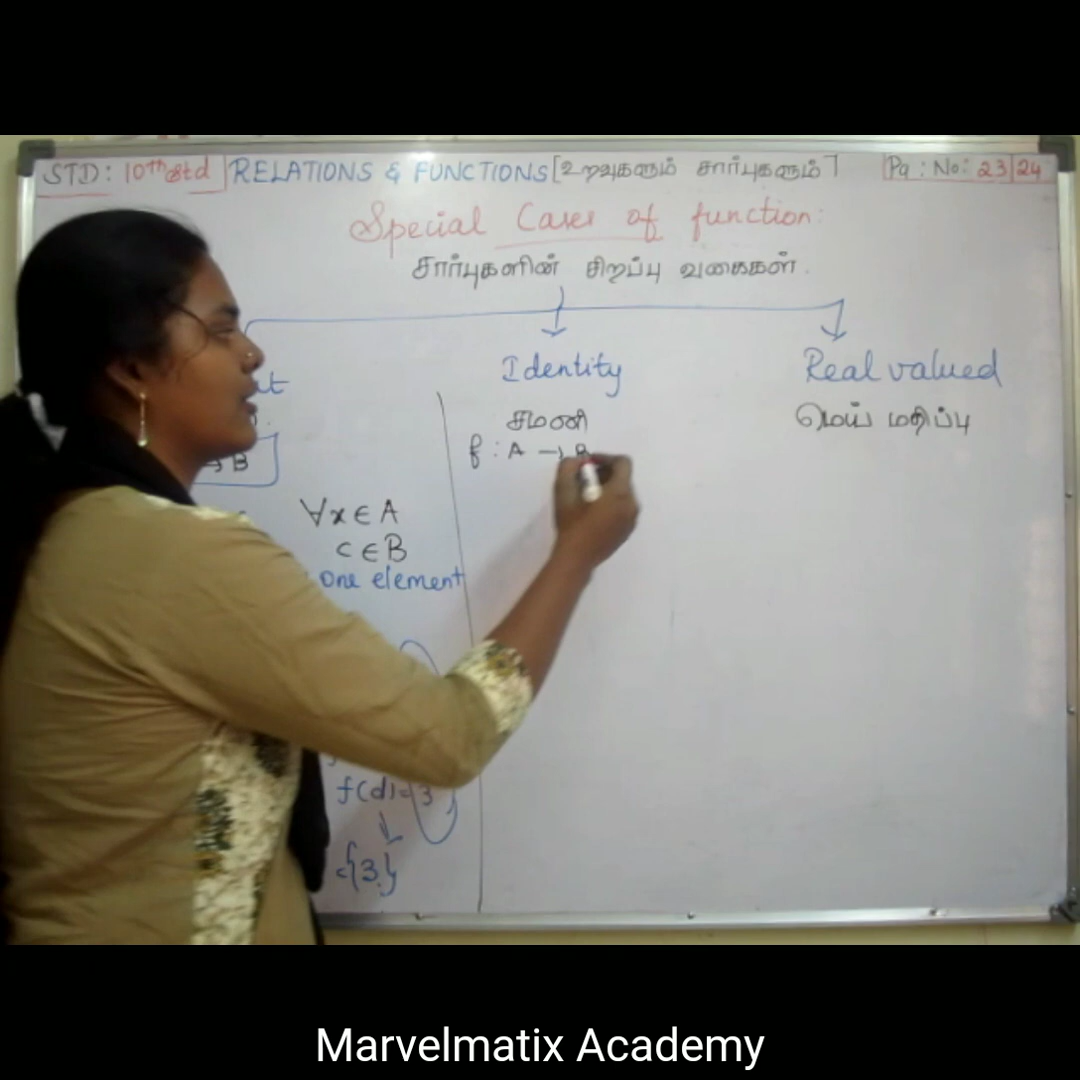 STD: 10th std RELATIONS & FUNCTIONS [உறவுகளும் சார்புகளும்] Pg: No: 23|24
Special Cases of function:
சார்புகளின் சிறப்பு வகைகள்.
Identity Real valued
சமனி மெய் மதிப்பு
→ B f : A →
∀x∈A
C∈B
one element
f(d)=3
{3}
Marvelmatix Academy